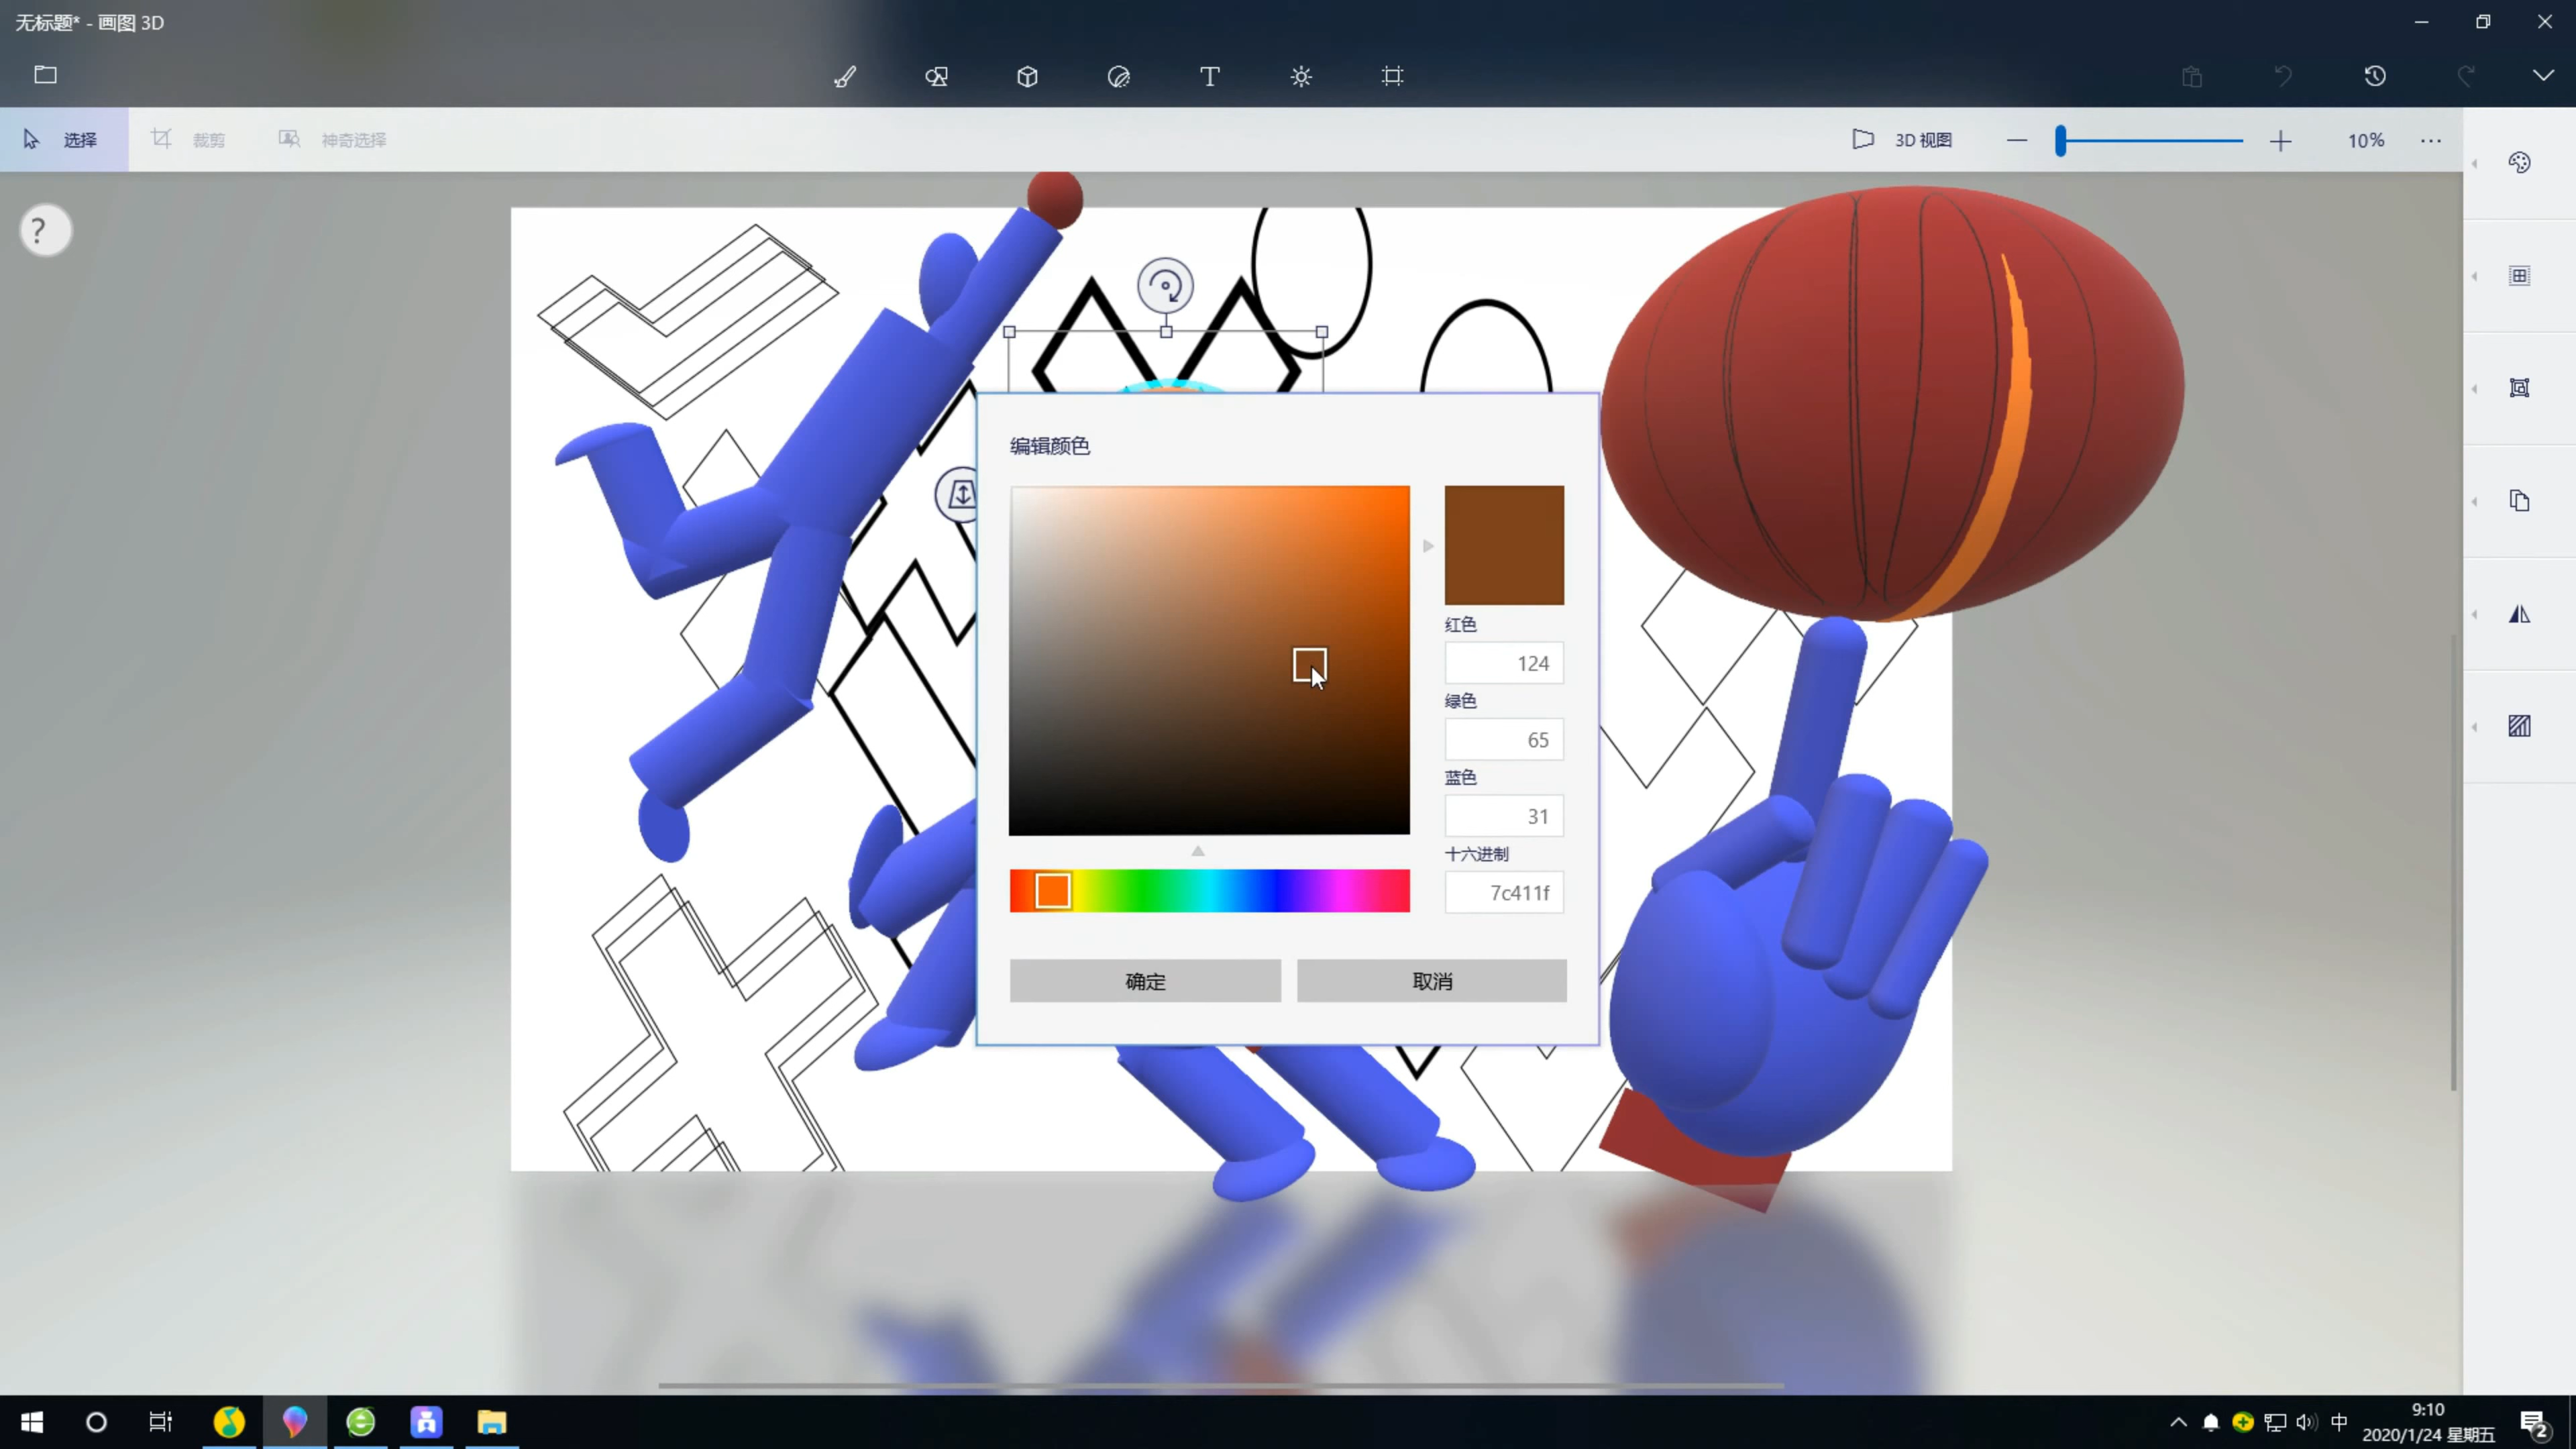 无标题* - 画图 3D
选择
裁剪
神奇选择
3D 视图
10%
?
编辑颜色
红色
124
绿色
65
蓝色
31
十六进制
7c411f
确定
取消
中
9:10
2020/1/24 星期五
2